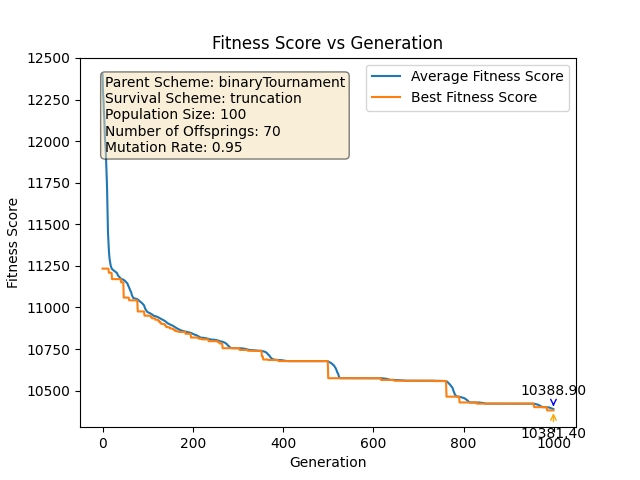 Fitness Score vs Generation
12500
12250
12000
11750
11500
11250
11000
10750
10500
Fitness Score
Parent Scheme: binaryTournament
Survival Scheme: truncation
Population Size: 100
Number of Offsprings: 70
Mutation Rate: 0.95
Average Fitness Score
Best Fitness Score
10388.90
10381.40
0
200
400
600
800
1000
Generation